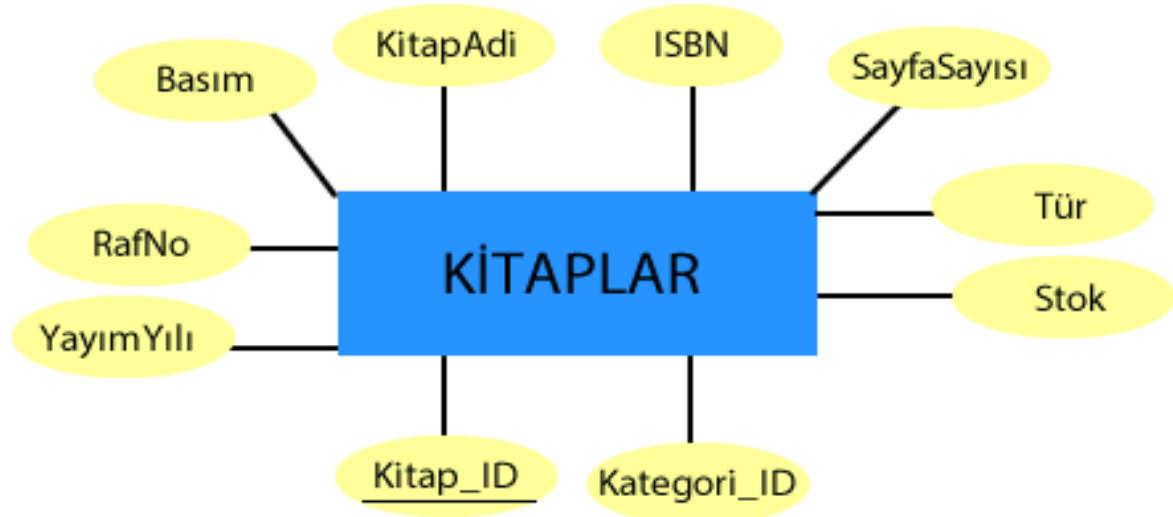 KitapAdi
ISBN
Basım
SayfaSayısı
Tür
RafNo
KİTAPLAR
Stok
YayımYılı
Kitap_ID
Kategori_ID